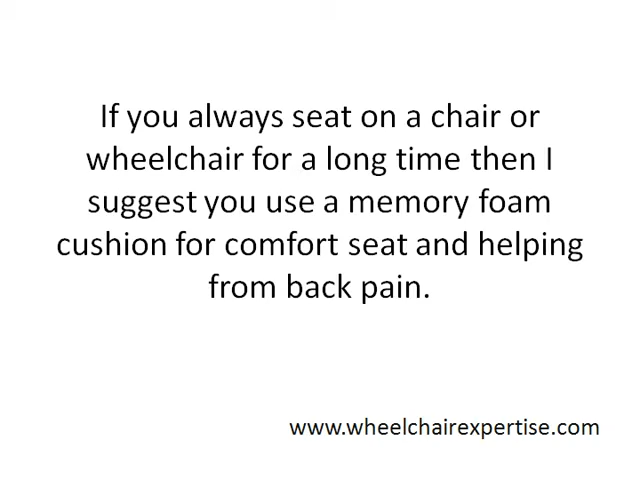 If you always seat on a chair or
wheelchair for a long time then I
suggest you use a memory foam
cushion for comfort seat and helping
from back pain.
www.wheelchairexpertise.com